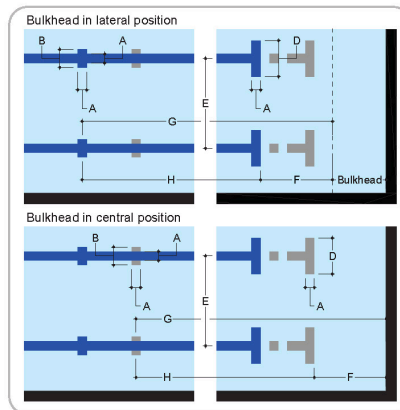 Bulkhead in lateral position
B
A
D
A
A
E
G
H
F
Bulkhead
Bulkhead in central position
B
A
D
A
A
E
G
H
F